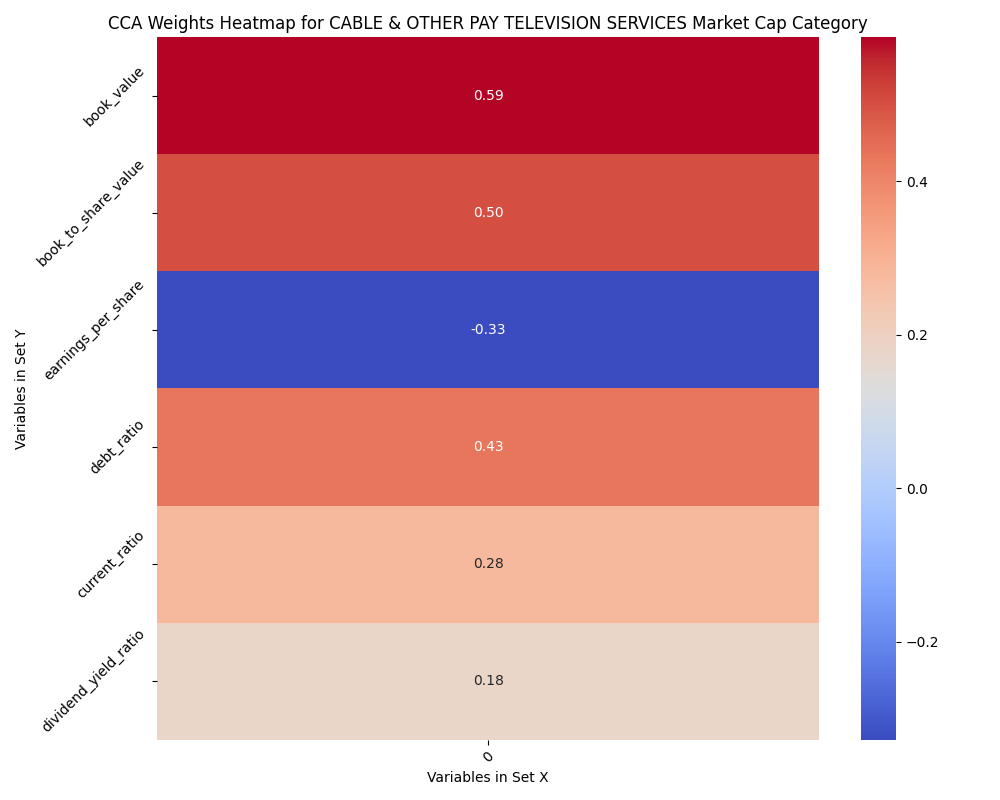 CCA Weights Heatmap for CABLE & OTHER PAY TELEVISION SERVICES Market Cap Category
Variables in Set Y
book_value
0.59
book_to_share_value
0.50
earnings_per_share
-0.33
debt_ratio
0.43
current_ratio
0.28
dividend_yield_ratio
0.18
0
Variables in Set X
0.4
0.2
0.0
−0.2